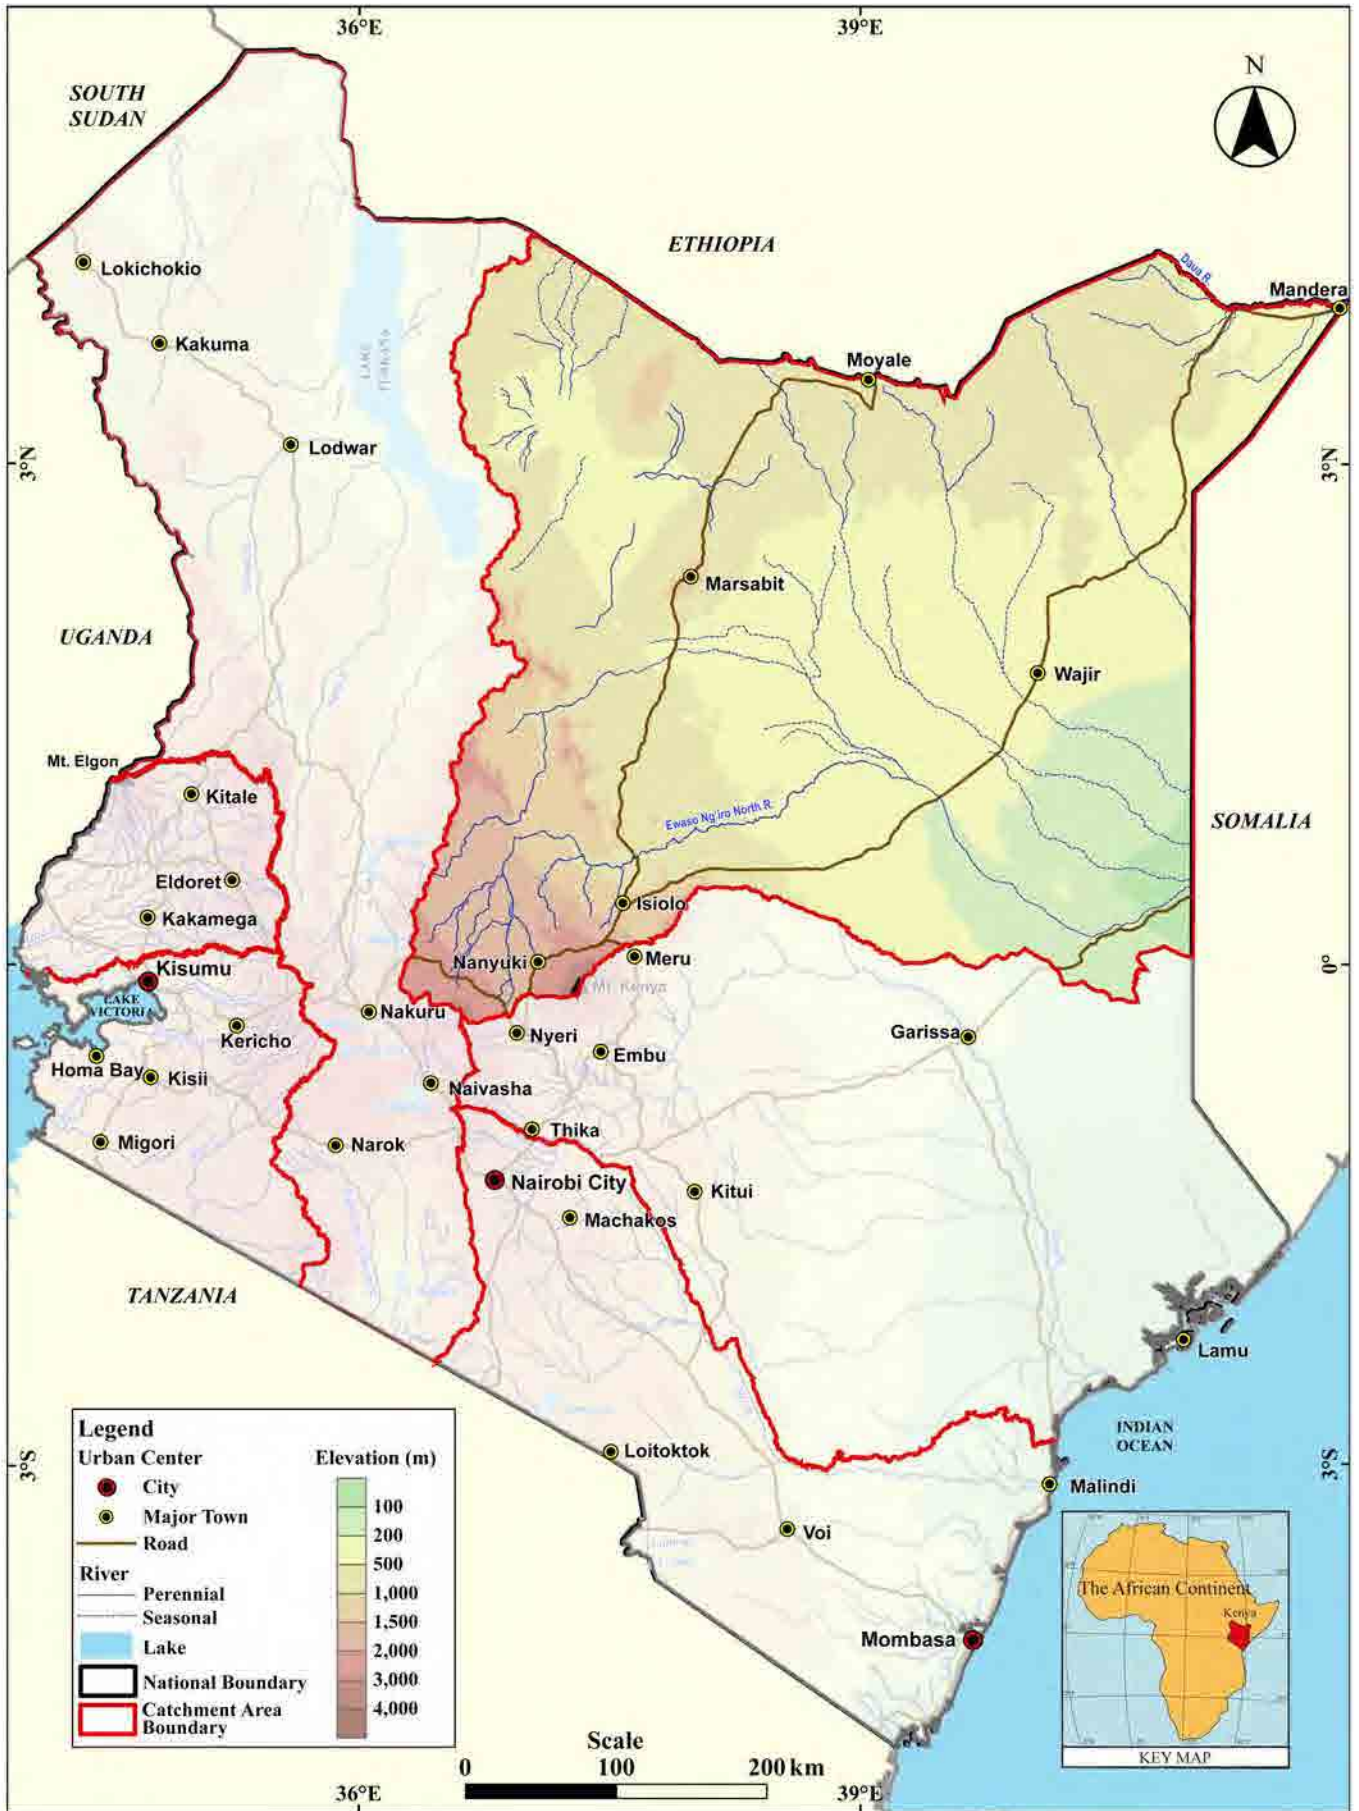 36°E
39°E
N
SOUTH
SUDAN
ETHIOPIA
Daua R.
Mandera
Lokichokio
Kakuma
LAKE
Moyale
Lodwar
3°N
3°N
Marsabit
UGANDA
Wajir
Mt. Elgon
Kitale
Ewaso Ng'iro North R.
SOMALIA
Eldoret
Kakamega
Isiolo
Kisumu
Nanyuki
Meru
0°
Mt. Kenya
LAKE
VICTORIA
Nakuru
Kericho
Nyeri
Garissa
Homa Bay
Embu
Kisii
Naivasha
Migori
Narok
Thika
Nairobi City
Kitui
Machakos
TANZANIA
Lamu
INDIAN
OCEAN
Loitoktok
3°S
3°S
Malindi
Voi
Mombasa
Legend
Urban Center
City
Major Town
Road
River
Perennial
Seasonal
Lake
National Boundary
Catchment Area
Boundary
Elevation (m)
100
200
500
1,000
1,500
2,000
3,000
4,000
The African Continent
Kenya
KEY MAP
Scale
0
100
200 km
36°E
39°E